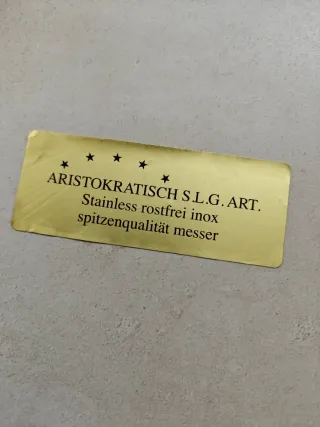 ARISTOKRATISCH S.L.G. ART.
Stainless rostfrei inox
spitzenqualität messer